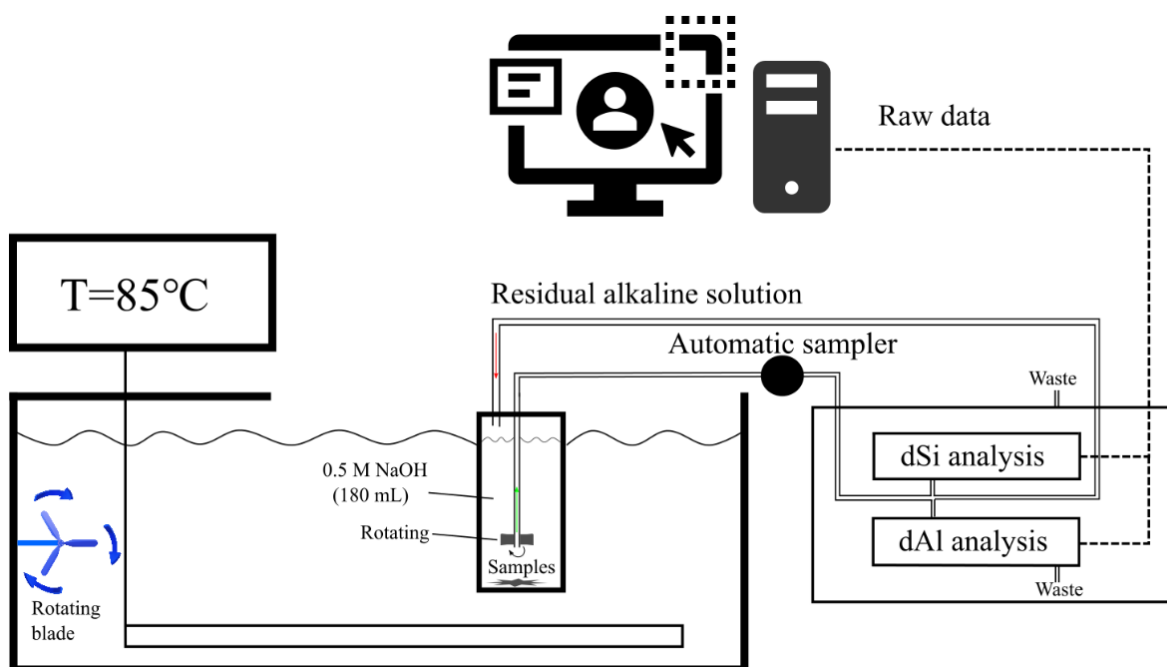 Raw data
T=85℃
Residual alkaline solution
Automatic sampler
Waste
dSi analysis
0.5 M NaOH
(180 mL)
Rotating
dAl analysis
Samples
Waste
Rotating
blade